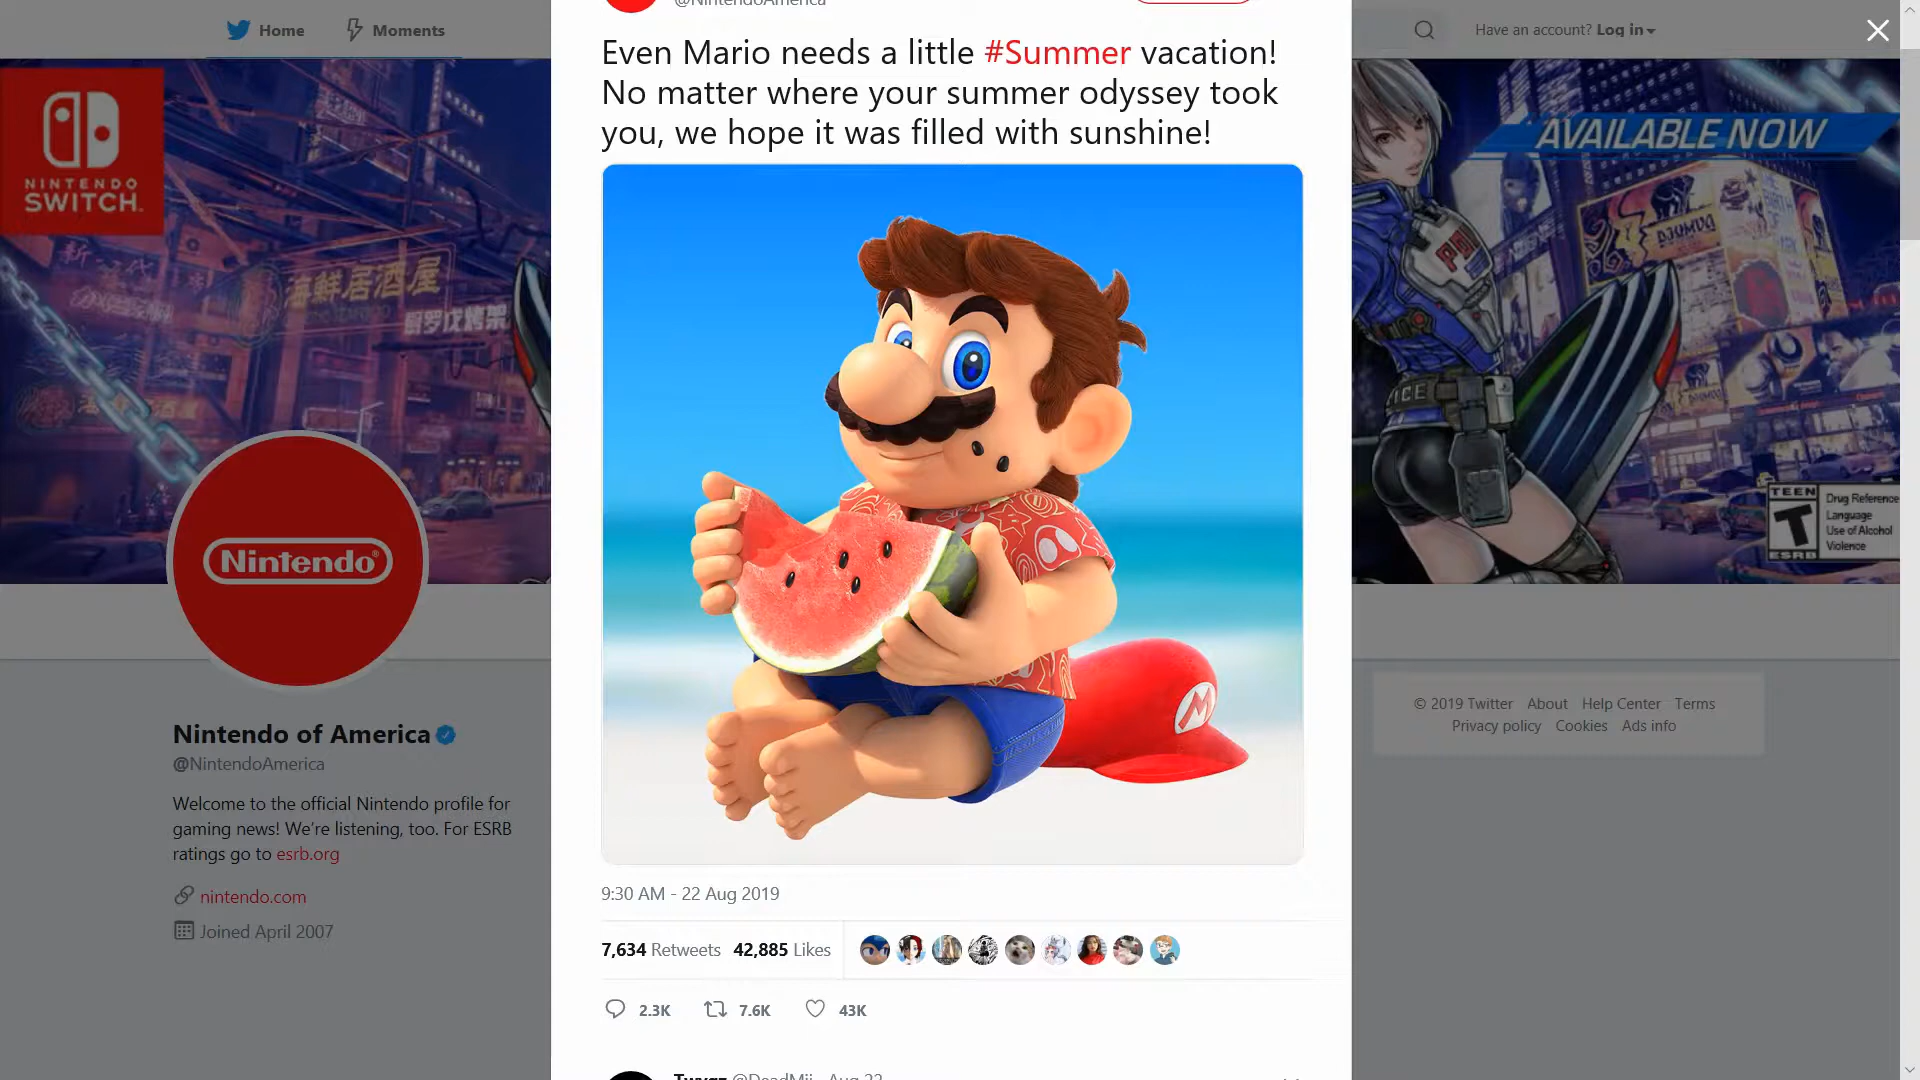 Home
Moments
Have an account? Log in
@NintendoAmerica
Even Mario needs a little #Summer vacation!
No matter where your summer odyssey took
you, we hope it was filled with sunshine!
NINTENDO
SWITCH
AVAILABLE NOW
海鮮居酒屋
TEEN
T
ESRB
Drug Reference
Language
Use of Alcohol
Violence
Nintendo
Nintendo of America
@NintendoAmerica
Welcome to the official Nintendo profile for
gaming news! We're listening, too. For ESRB
ratings go to esrb.org
nintendo.com
Joined April 2007
M
9:30 AM - 22 Aug 2019
7,634 Retweets 42,885 Likes
2.3K 7.6K 43K
@DeadMii · Aug 22
© 2019 Twitter About Help Center Terms
Privacy policy Cookies Ads info